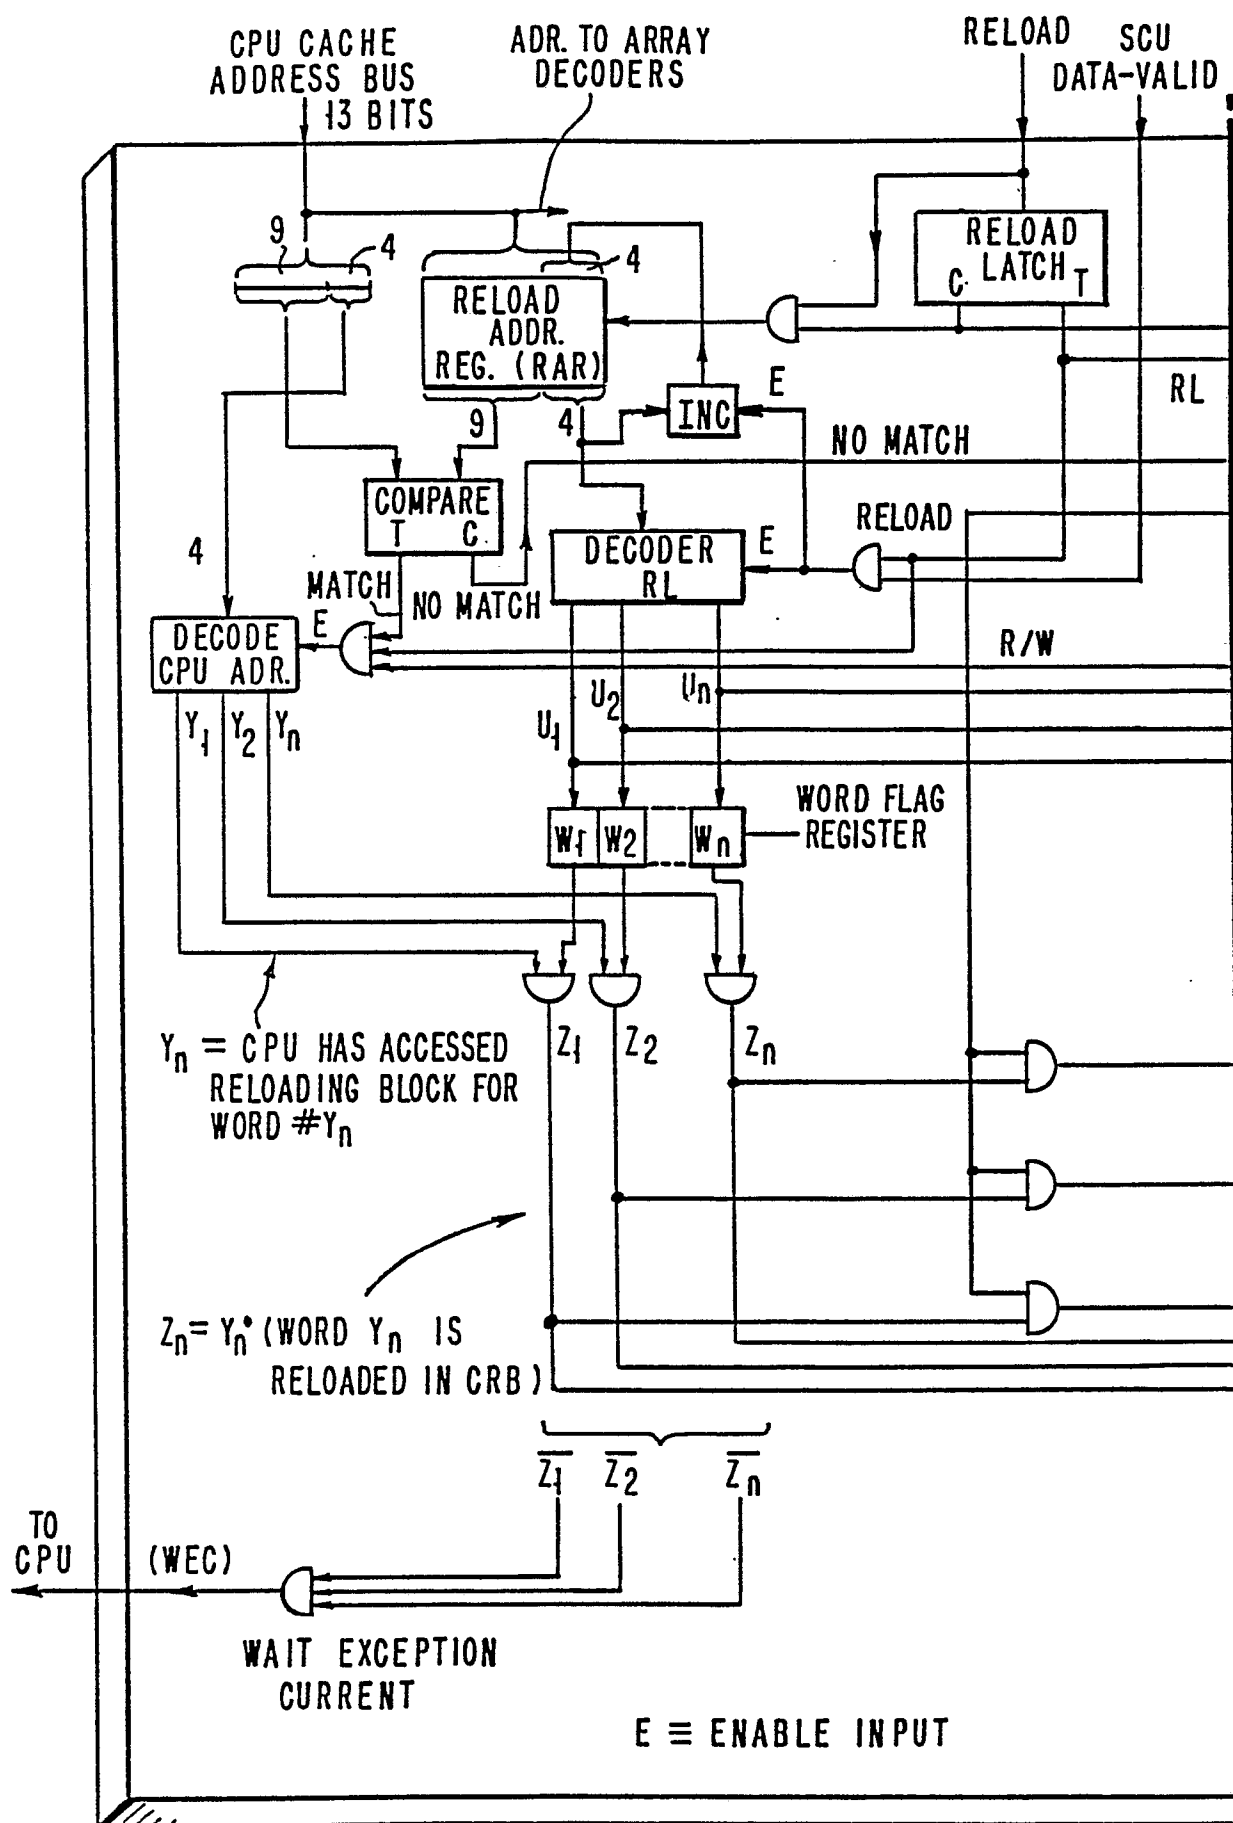 CPU CACHE
ADDRESS BUS
13 BITS
ADR. TO ARRAY
DECODERS
RELOAD
SCU
DATA-VALID
9
4
4
RELOAD
ADDR.
REG. (RAR)
RELOAD
LATCH
C
T
RL
9
4
INC
E
NO MATCH
COMPARE
T
C
RELOAD
4
MATCH
NO MATCH
DECODER
RL
E
DECODE
CPU ADR.
E
R/W
Y1
Y2
Yn
U1
U2
Un
W1
W2
Wn
WORD FLAG
REGISTER
Yn = CPU HAS ACCESSED
RELOADING BLOCK FOR
WORD #Yn
Z1
Z2
Zn
Zn = Yn• (WORD Yn IS
RELOADED IN CRB)
Z̅1
Z̅2
Z̅n
TO
CPU
(WEC)
WAIT EXCEPTION
CURRENT
E ≡ ENABLE INPUT